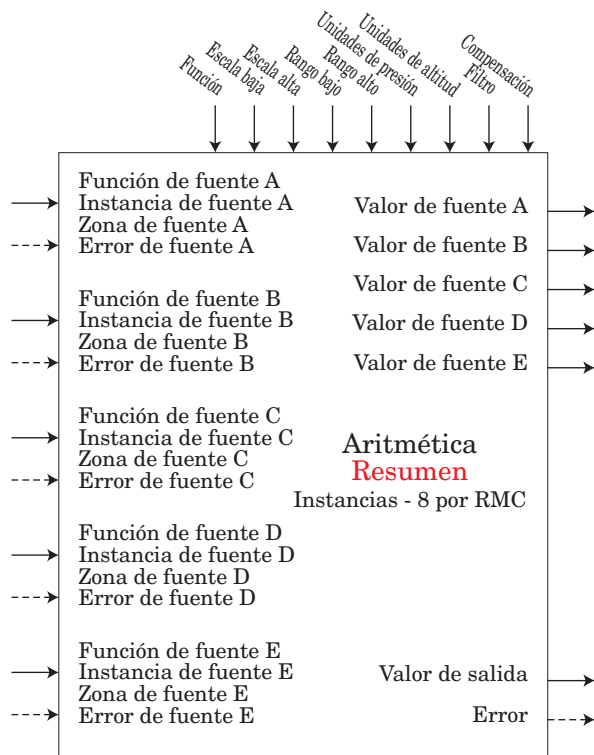 Función
Escala baja
Escala alta
Rango bajo
Rango alto
Unidades de presión
Unidades de altitud
Filtro
Compensación
Función de fuente A
Instancia de fuente A
Zona de fuente A
Error de fuente A
Función de fuente B
Instancia de fuente B
Zona de fuente B
Error de fuente B
Función de fuente C
Instancia de fuente C
Zona de fuente C
Error de fuente C
Función de fuente D
Instancia de fuente D
Zona de fuente D
Error de fuente D
Función de fuente E
Instancia de fuente E
Zona de fuente E
Error de fuente E
Valor de fuente A
Valor de fuente B
Valor de fuente C
Valor de fuente D
Valor de fuente E
Aritmética
Resumen
Instancias - 8 por RMC
Valor de salida
Error